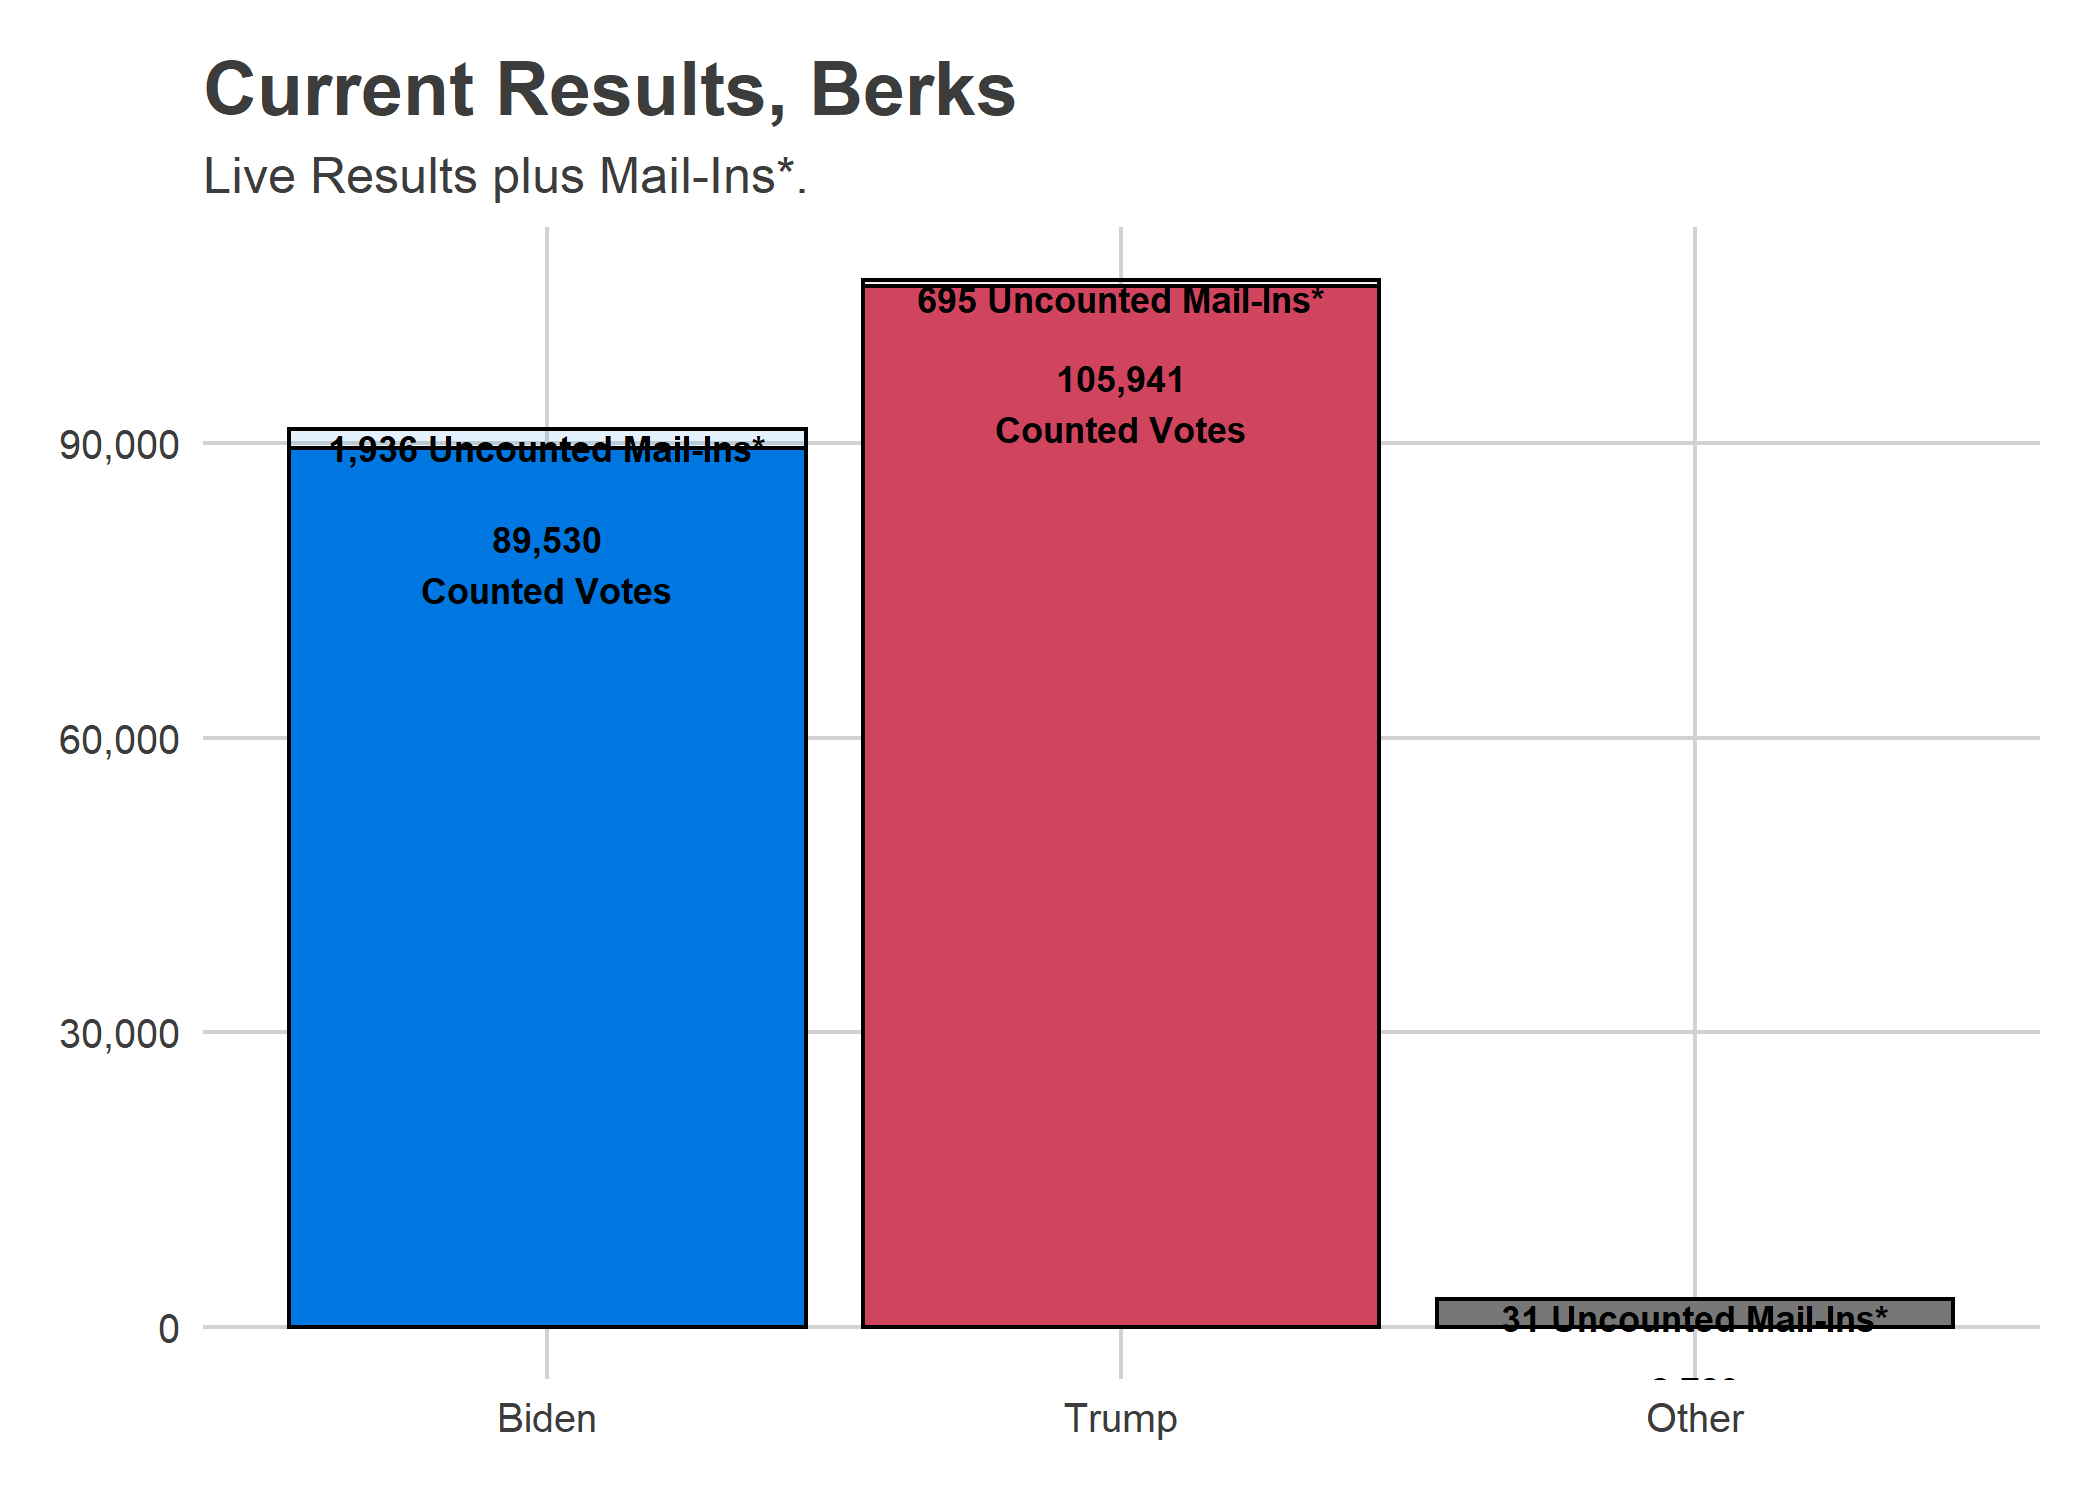 Current Results, Berks
Live Results plus Mail-Ins*.
90,000
60,000
30,000
0
1,936 Uncounted Mail-Ins*
89,530
Counted Votes
695 Uncounted Mail-Ins*
105,941
Counted Votes
31 Uncounted Mail-Ins*
Biden
Trump
Other